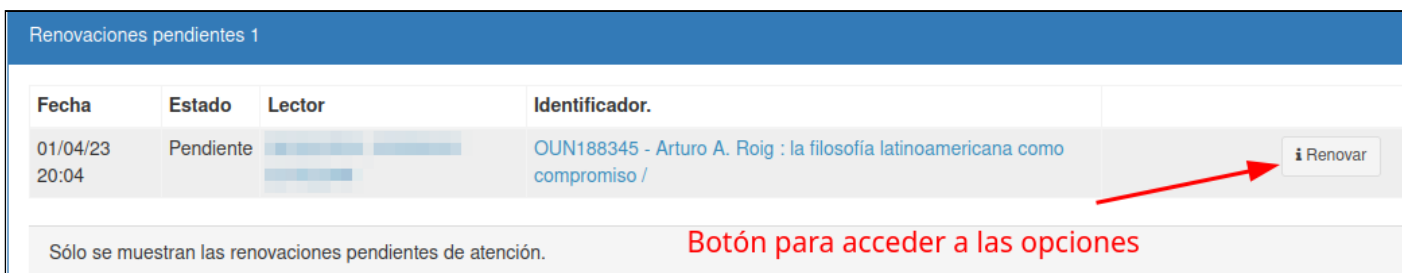 Renovaciones pendientes 1
Fecha Estado Lector Identificador.
01/04/23 Pendiente OUN188345 - Arturo A. Roig : la filosofía latinoamericana como
20:04 compromiso /
i Renovar
Sólo se muestran las renovaciones pendientes de atención.
Botón para acceder a las opciones